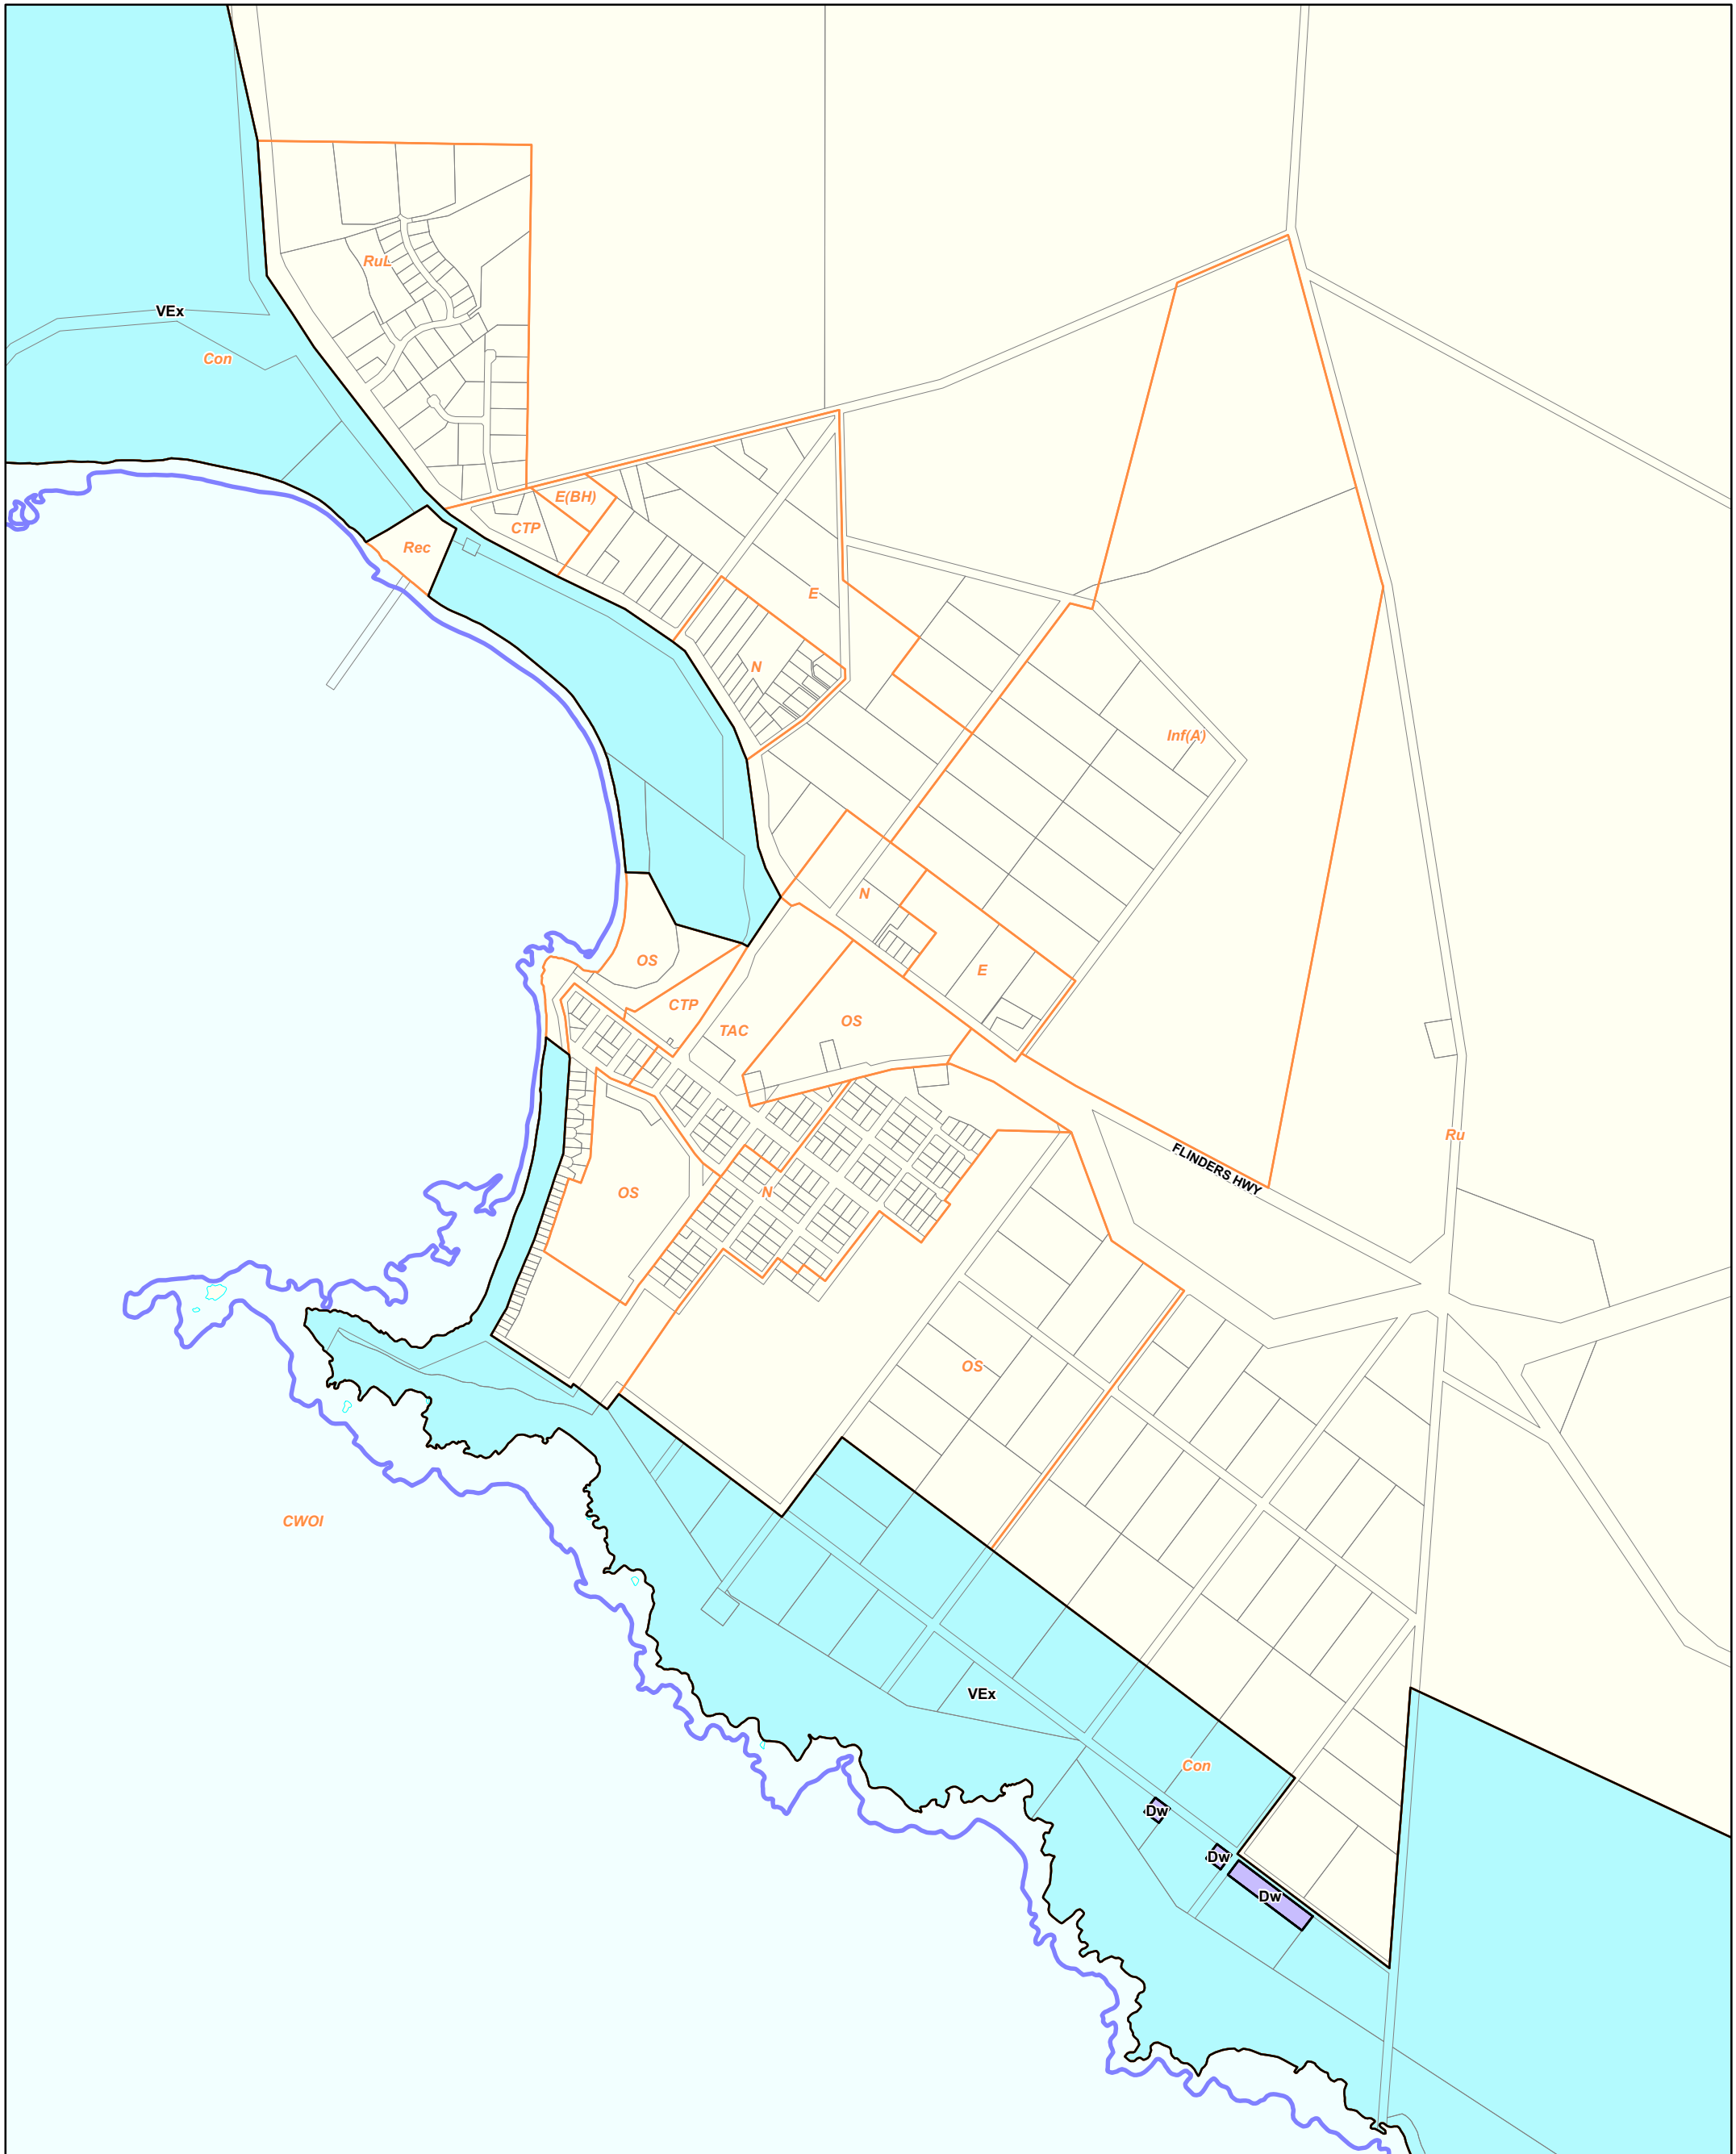 RuL
VEx
Con
E(BH)
CTP
Rec
E
N
Inf(A)
N
OS
E
CTP
OS
TAC
Ru
FLINDERS HWY
OS
N
OS
CWOI
VEx
Con
Dw
Dw
Dw